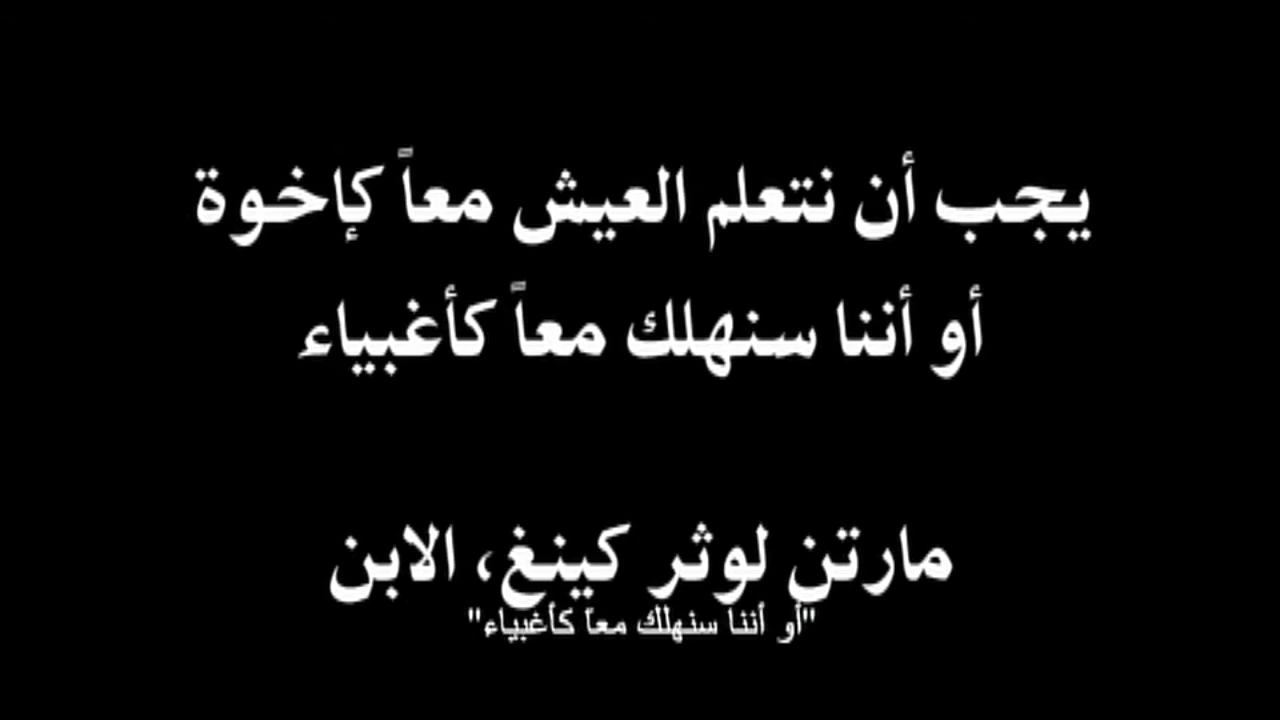 يجب أن نتعلم العيش معاً كإخوة
أو أننا سنهلك معاً كأغبياء
مارتن لوثر كينغ، الابن
"أو أننا سنهلك معاً كأغبياء"